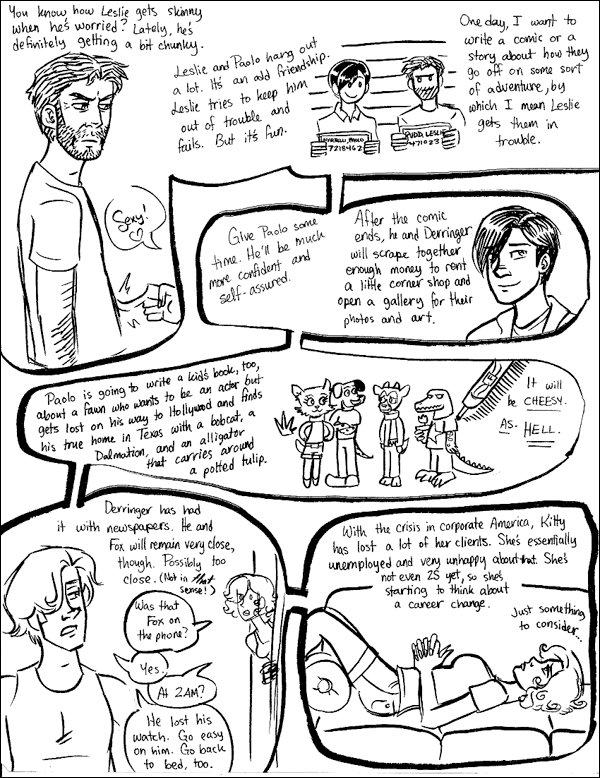 You know how Leslie gets skinny
when he's worried? Lately, he's
definitely getting a bit chunky.
Leslie and Paolo hang out
a lot. It's an odd friendship.
Leslie tries to keep him
out of trouble and
fails. But it's fun.
7218462
RUDD, LESLIE
471023
One day, I want to
write a comic or a
story about how they
go off on some sort
of adventure, by
which I mean Leslie
gets them in
trouble.
Sexy!
Give Paolo some
time. He'll be much
more confident and
self-assured.
After the comic
ends, he and Derringer
will scrape together
enough money to rent
a little corner shop and
open a gallery for their
photos and art.
Paolo is going to write a kid's book, too,
about a fawn who wants to be an actor but
gets lost on his way to Hollywood and finds
his true home in Texas with a bobcat, a
Dalmation, and an alligator
that carries around
a potted tulip.
It will
be CHEESY.
AS. HELL.
Derringer has had
it with newspapers. He and
Fox will remain very close,
though. Possibly too
close. (Not in that
sense!)
Was that
Fox on
the phone?
Yes.
At 2AM?
He lost his
watch. Go easy
on him. Go back
to bed, too.
With the crisis in corporate America, Kitty
has lost a lot of her clients. She's essentially
unemployed and very unhappy about that. She's
not even 25 yet, so she's
starting to think about
a career change.
Just something
to consider...